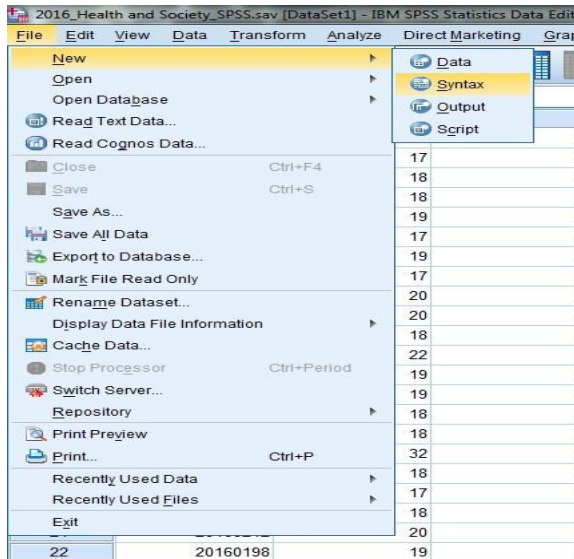 2016_Health and Society_SPSS.sav [DataSet1] - IBM SPSS Statistics Data Edit
File Edit View Data Transform Analyze Direct Marketing Grap
New
Open
Open Database
Read Text Data...
Read Cognos Data...
Close Ctrl+F4
Save Ctrl+S
Save As...
Save All Data
Export to Database...
Mark File Read Only
Rename Dataset...
Display Data File Information
Cache Data...
Stop Processor Ctrl+Period
Switch Server...
Repository
Print Preview
Print... Ctrl+P
Recently Used Data
Recently Used Files
Exit
Data
Syntax
Output
Script
17
18
18
19
17
19
17
20
20
18
22
19
19
18
18
32
18
17
18
20
22 20160198 19